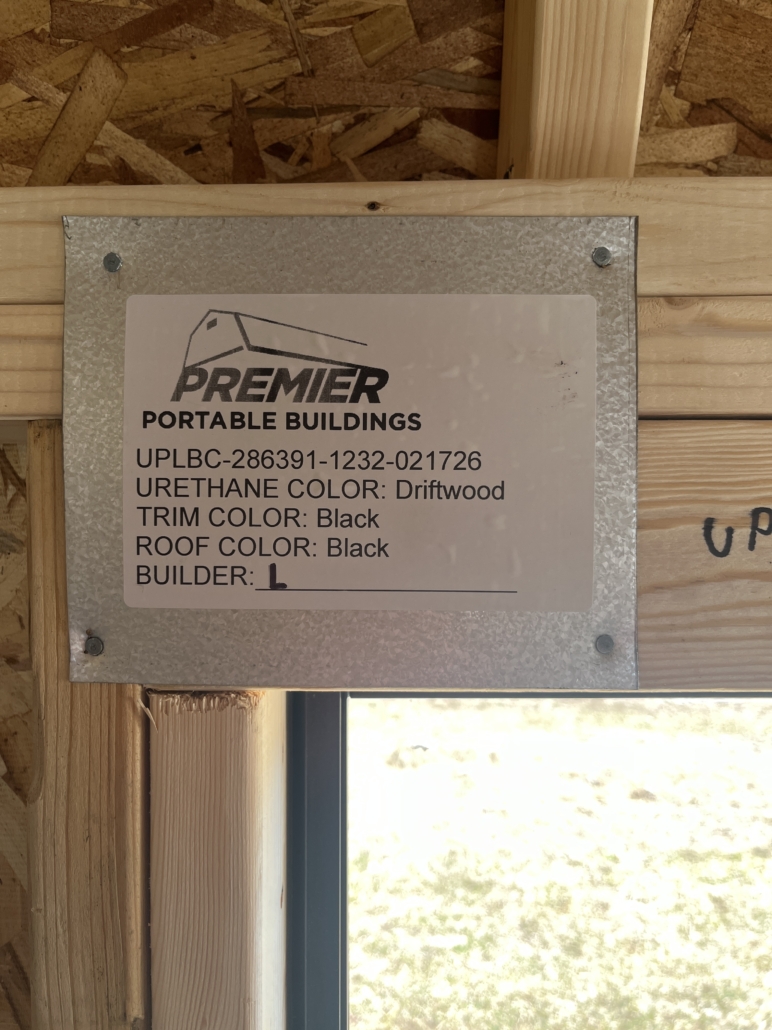 PREMIER
PORTABLE BUILDINGS
UPLBC-286391-1232-021726
URETHANE COLOR: Driftwood
TRIM COLOR: Black
ROOF COLOR: Black
BUILDER: L
UP